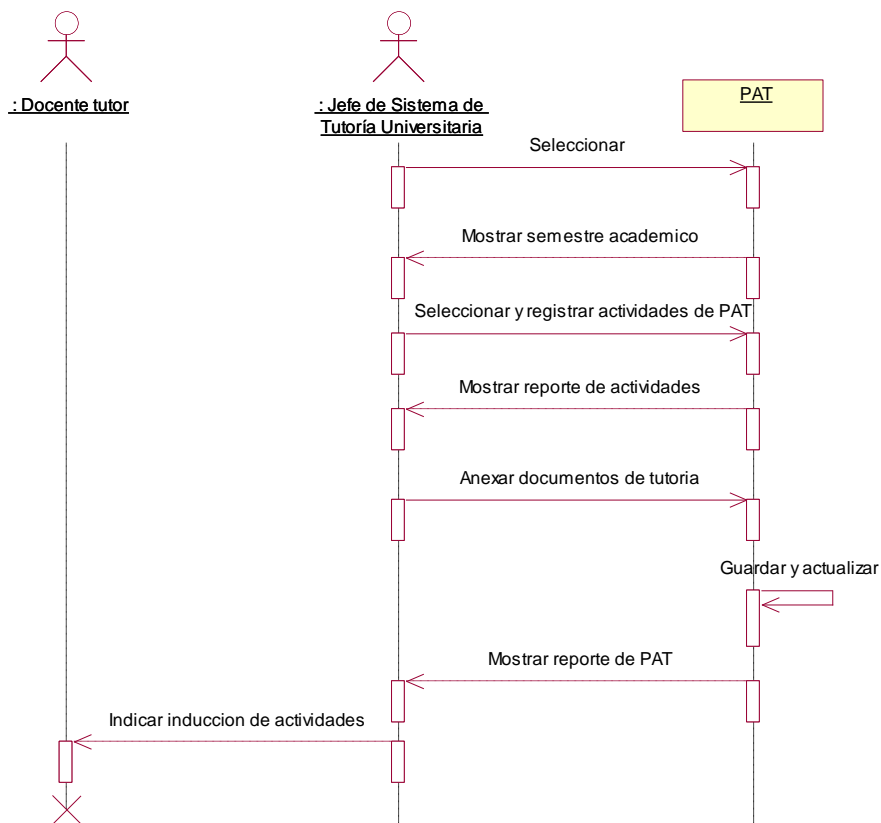 : Docente tutor
: Jefe de Sistema de
Tutoría Universitaria
PAT
Seleccionar
Mostrar semestre academico
Seleccionar y registrar actividades de PAT
Mostrar reporte de actividades
Anexar documentos de tutoria
Guardar y actualizar
Mostrar reporte de PAT
Indicar induccion de actividades